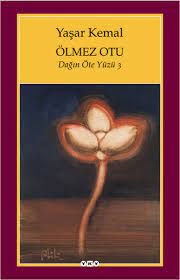 Yaşar Kemal
ÖLMEZ OTU
Dağın Öte Yüzü 3
YKY